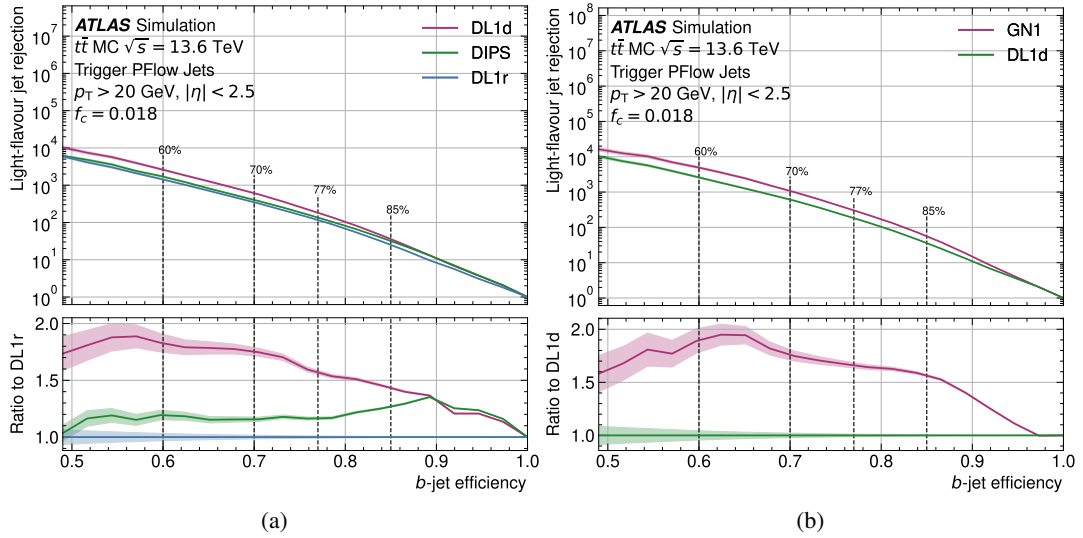 ATLAS Simulation
tt̄ MC √s = 13.6 TeV
Trigger PFlow Jets
pT > 20 GeV, |η| < 2.5
fc = 0.018
DL1d
DIPS
DL1r
Light-flavour jet rejection
10^7
10^6
10^5
10^4
10^3
10^2
10^1
10^0
60%
70%
77%
85%
Ratio to DL1r
2.0
1.5
1.0
0.5 0.6 0.7 0.8 0.9 1.0
b-jet efficiency
(a)
ATLAS Simulation
tt̄ MC √s = 13.6 TeV
Trigger PFlow Jets
pT > 20 GeV, |η| < 2.5
fc = 0.018
GN1
DL1d
Light-flavour jet rejection
10^8
10^7
10^6
10^5
10^4
10^3
10^2
10^1
10^0
60%
70%
77%
85%
Ratio to DL1d
2.0
1.5
1.0
0.5 0.6 0.7 0.8 0.9 1.0
b-jet efficiency
(b)